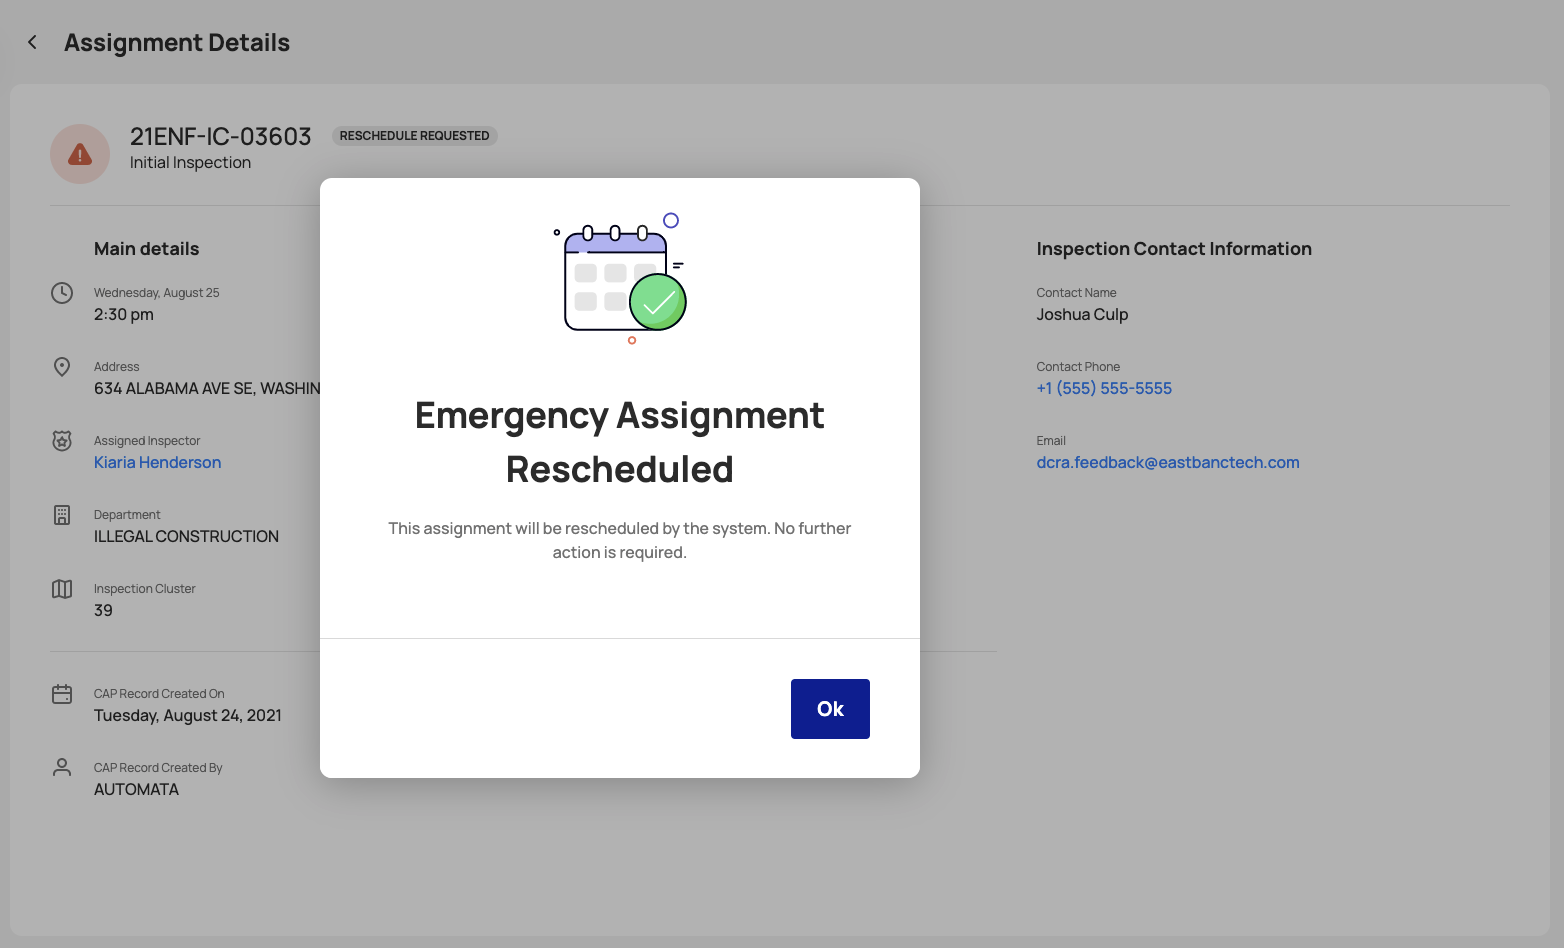 Assignment Details
21ENF-IC-03603
RESCHEDULE REQUESTED
Initial Inspection
Main details
Wednesday, August 25
2:30 pm
Address
634 ALABAMA AVE SE,
Assigned Inspector
Kiaria Henderson
Department
ILLEGAL CONSTRUCTION
Inspection Cluster
39
CAP Record Created On
Tuesday, August 24, 2021
CAP Record Created By
AUTOMATA
Emergency Assignment
Rescheduled
This assignment will be rescheduled by the system. No further
action is required.
Ok
Inspection Contact Information
Contact Name
Joshua Culp
Contact Phone
+1 (555) 555-5555
Email
dcra.feedback@eastbanctech.com